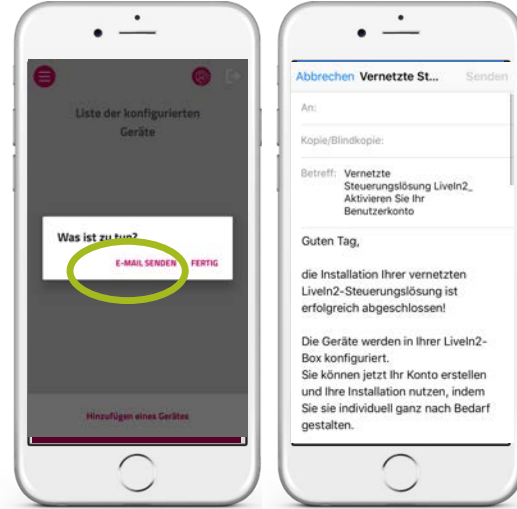 Liste der konfigurierten
Geräte
Was ist zu tun?
E-MAIL SENDEN FERTIG
Hinzufügen eines Gerätes
Abbrechen Vernetzte St... Senden
An:
Kopie/Blindkopie:
Betreff: Vernetzte
Steuerungslösung LiveIn2_
Aktivieren Sie Ihr
Benutzerkonto
Guten Tag,
die Installation Ihrer vernetzten
LiveIn2-Steuerungslösung ist
erfolgreich abgeschlossen!
Die Geräte werden in Ihrer LiveIn2-
Box konfiguriert.
Sie können jetzt Ihr Konto erstellen
und Ihre Installation nutzen, indem
Sie sie individuell ganz nach Bedarf
gestalten.